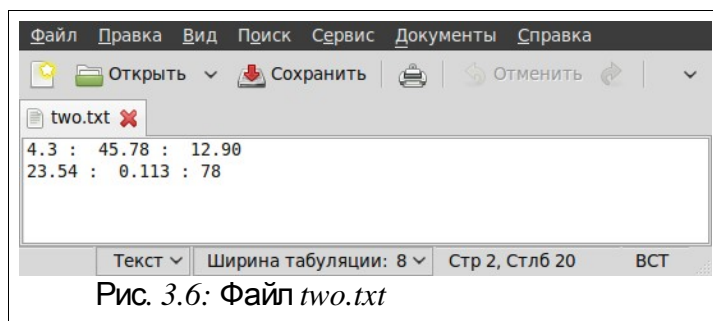 Файл Правка Вид Поиск Сервис Документы Справка
Открыть Сохранить Отменить
two.txt
4.3 :  45.78 :  12.90
23.54 :  0.113 : 78
Текст Ширина табуляции: 8 Стр 2, Стлб 20 ВСТ
Рис. 3.6: Файл two.txt